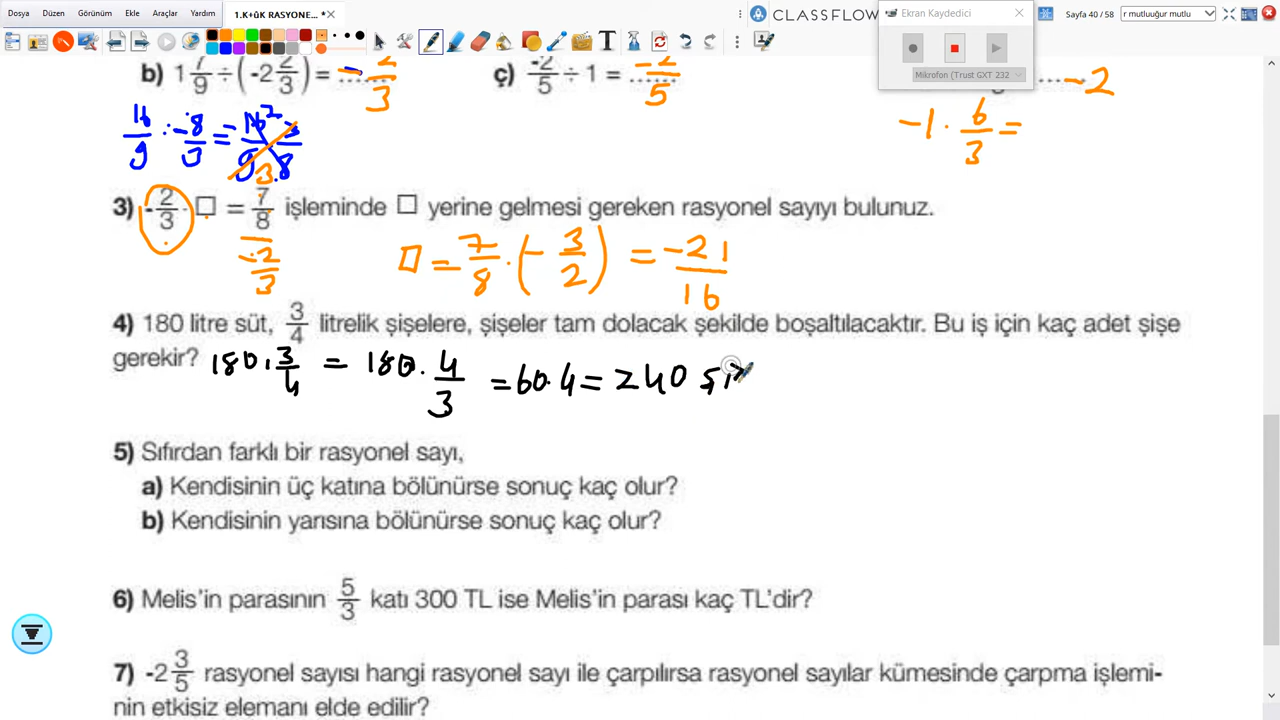 Dosya Düzen Görünüm Ekle Araçlar Yardım 1.K+ûK RASYONE... * CLASSFLOW Ekran Kaydedici Sayfa 40 / 58 r mutluuğur mutlu
Mikrofon (Trust GXT 232
b) 1 7/9 ÷ (-2 2/3) = - 2/3
ç) -2/5 ÷ 1 = -2/5
-2
16/9 : -8/3 =
-1 · 6/3 =
3) - 2/3 · □ = 7/8 işleminde □ yerine gelmesi gereken rasyonel sayıyı bulunuz.
-2/3
□ = 7/8 · (- 3/2) = -21/16
4) 180 litre süt, 3/4 litrelik şişelere, şişeler tam dolacak şekilde boşaltılacaktır. Bu iş için kaç adet şişe
gerekir? 180 : 3/4 = 180 · 4/3 = 60·4 = 240
5) Sıfırdan farklı bir rasyonel sayı,
a) Kendisinin üç katına bölünürse sonuç kaç olur?
b) Kendisinin yarısına bölünürse sonuç kaç olur?
6) Melis'in parasının 5/3 katı 300 TL ise Melis'in parası kaç TL'dir?
7) -2 3/5 rasyonel sayısı hangi rasyonel sayı ile çarpılırsa rasyonel sayılar kümesinde çarpma işlemi-
nin etkisiz elemanı elde edilir?